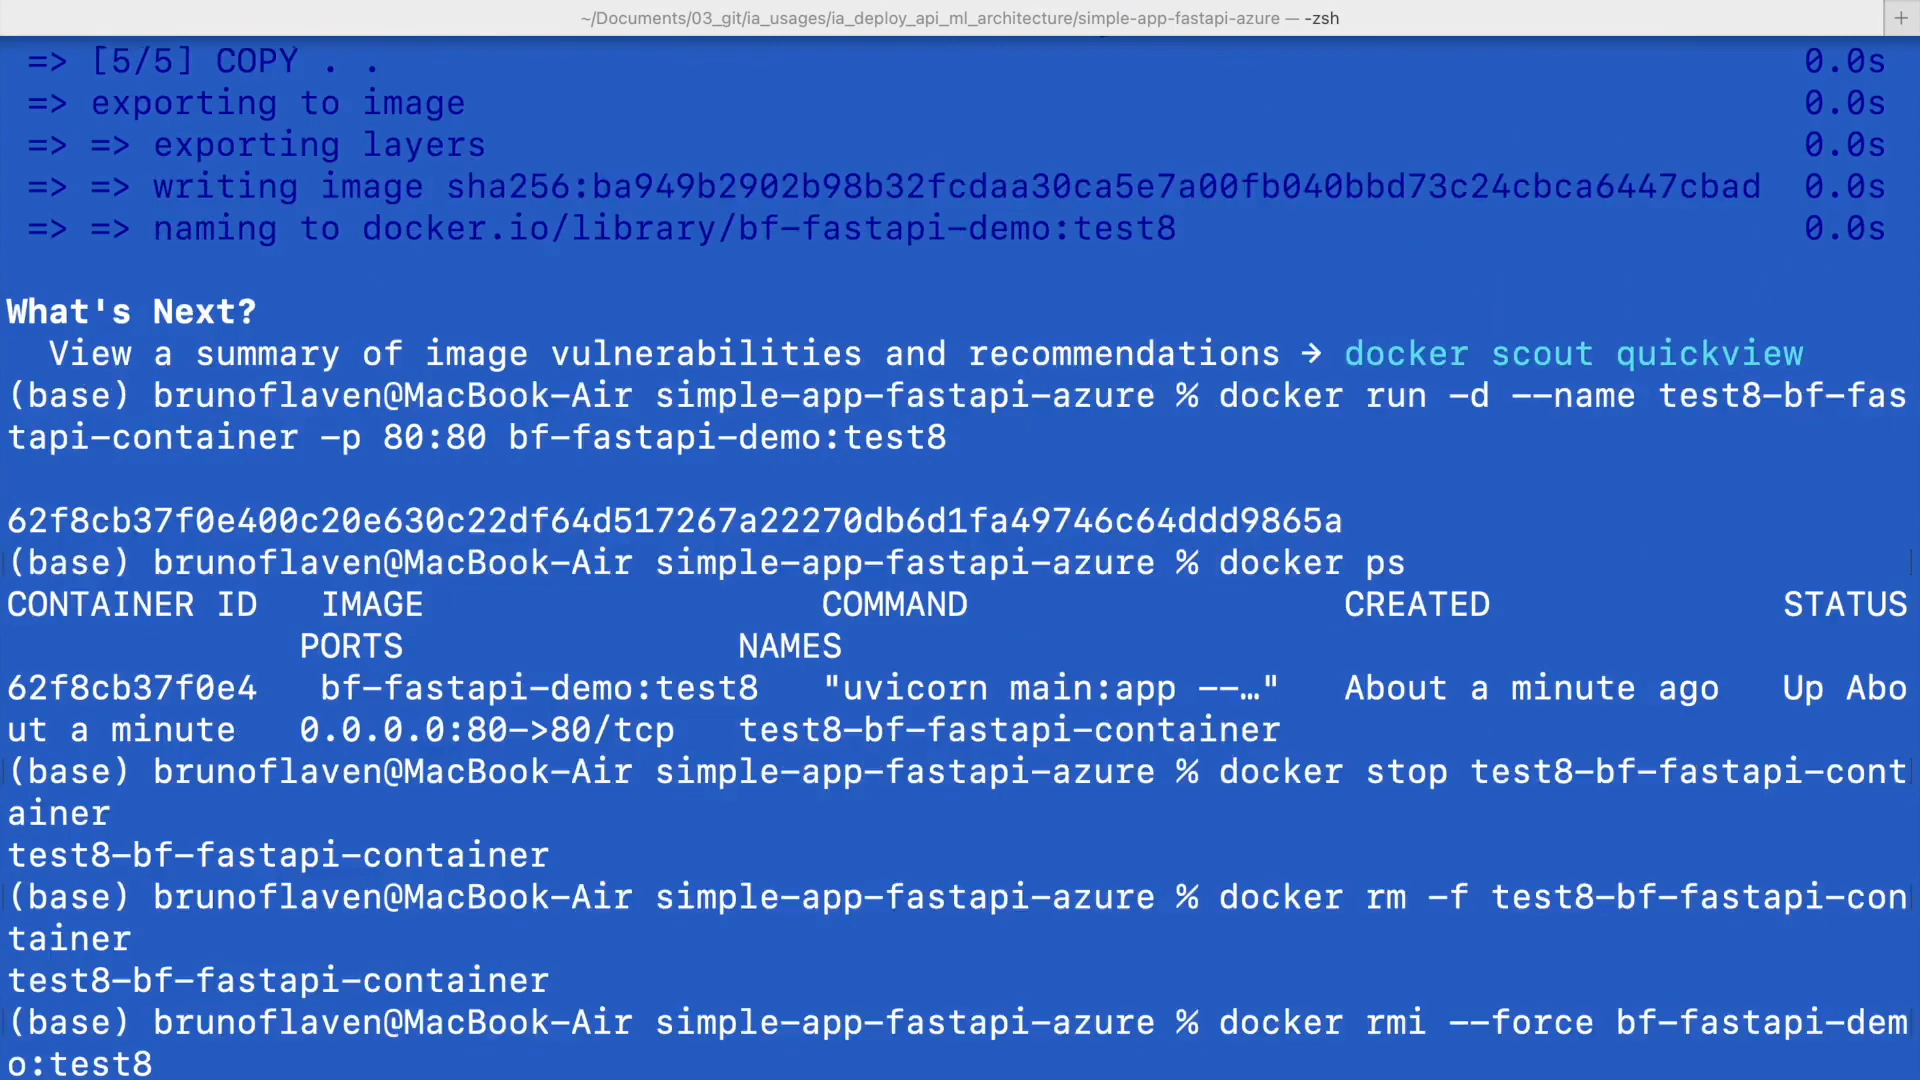 ~/Documents/03_git/ia_usages/ia_deploy_api_ml_architecture/simple-app-fastapi-azure — -zsh
=> [5/5] COPY . . 0.0s
=> exporting to image 0.0s
=> => exporting layers 0.0s
=> => writing image sha256:ba949b2902b98b32fcdaa30ca5e7a00fb040bbd73c24cbca6447cbad 0.0s
=> => naming to docker.io/library/bf-fastapi-demo:test8 0.0s
What's Next?
View a summary of image vulnerabilities and recommendations → docker scout quickview
(base) brunoflaven@MacBook-Air simple-app-fastapi-azure % docker run -d --name test8-bf-fas
tapi-container -p 80:80 bf-fastapi-demo:test8
62f8cb37f0e400c20e630c22df64d517267a22270db6d1fa49746c64ddd9865a
(base) brunoflaven@MacBook-Air simple-app-fastapi-azure % docker ps
CONTAINER ID IMAGE COMMAND CREATED STATUS
PORTS NAMES
62f8cb37f0e4 bf-fastapi-demo:test8 "uvicorn main:app --…" About a minute ago Up Abo
ut a minute 0.0.0.0:80->80/tcp test8-bf-fastapi-container
(base) brunoflaven@MacBook-Air simple-app-fastapi-azure % docker stop test8-bf-fastapi-cont
ainer
test8-bf-fastapi-container
(base) brunoflaven@MacBook-Air simple-app-fastapi-azure % docker rm -f test8-bf-fastapi-con
tainer
test8-bf-fastapi-container
(base) brunoflaven@MacBook-Air simple-app-fastapi-azure % docker rmi --force bf-fastapi-dem
o:test8